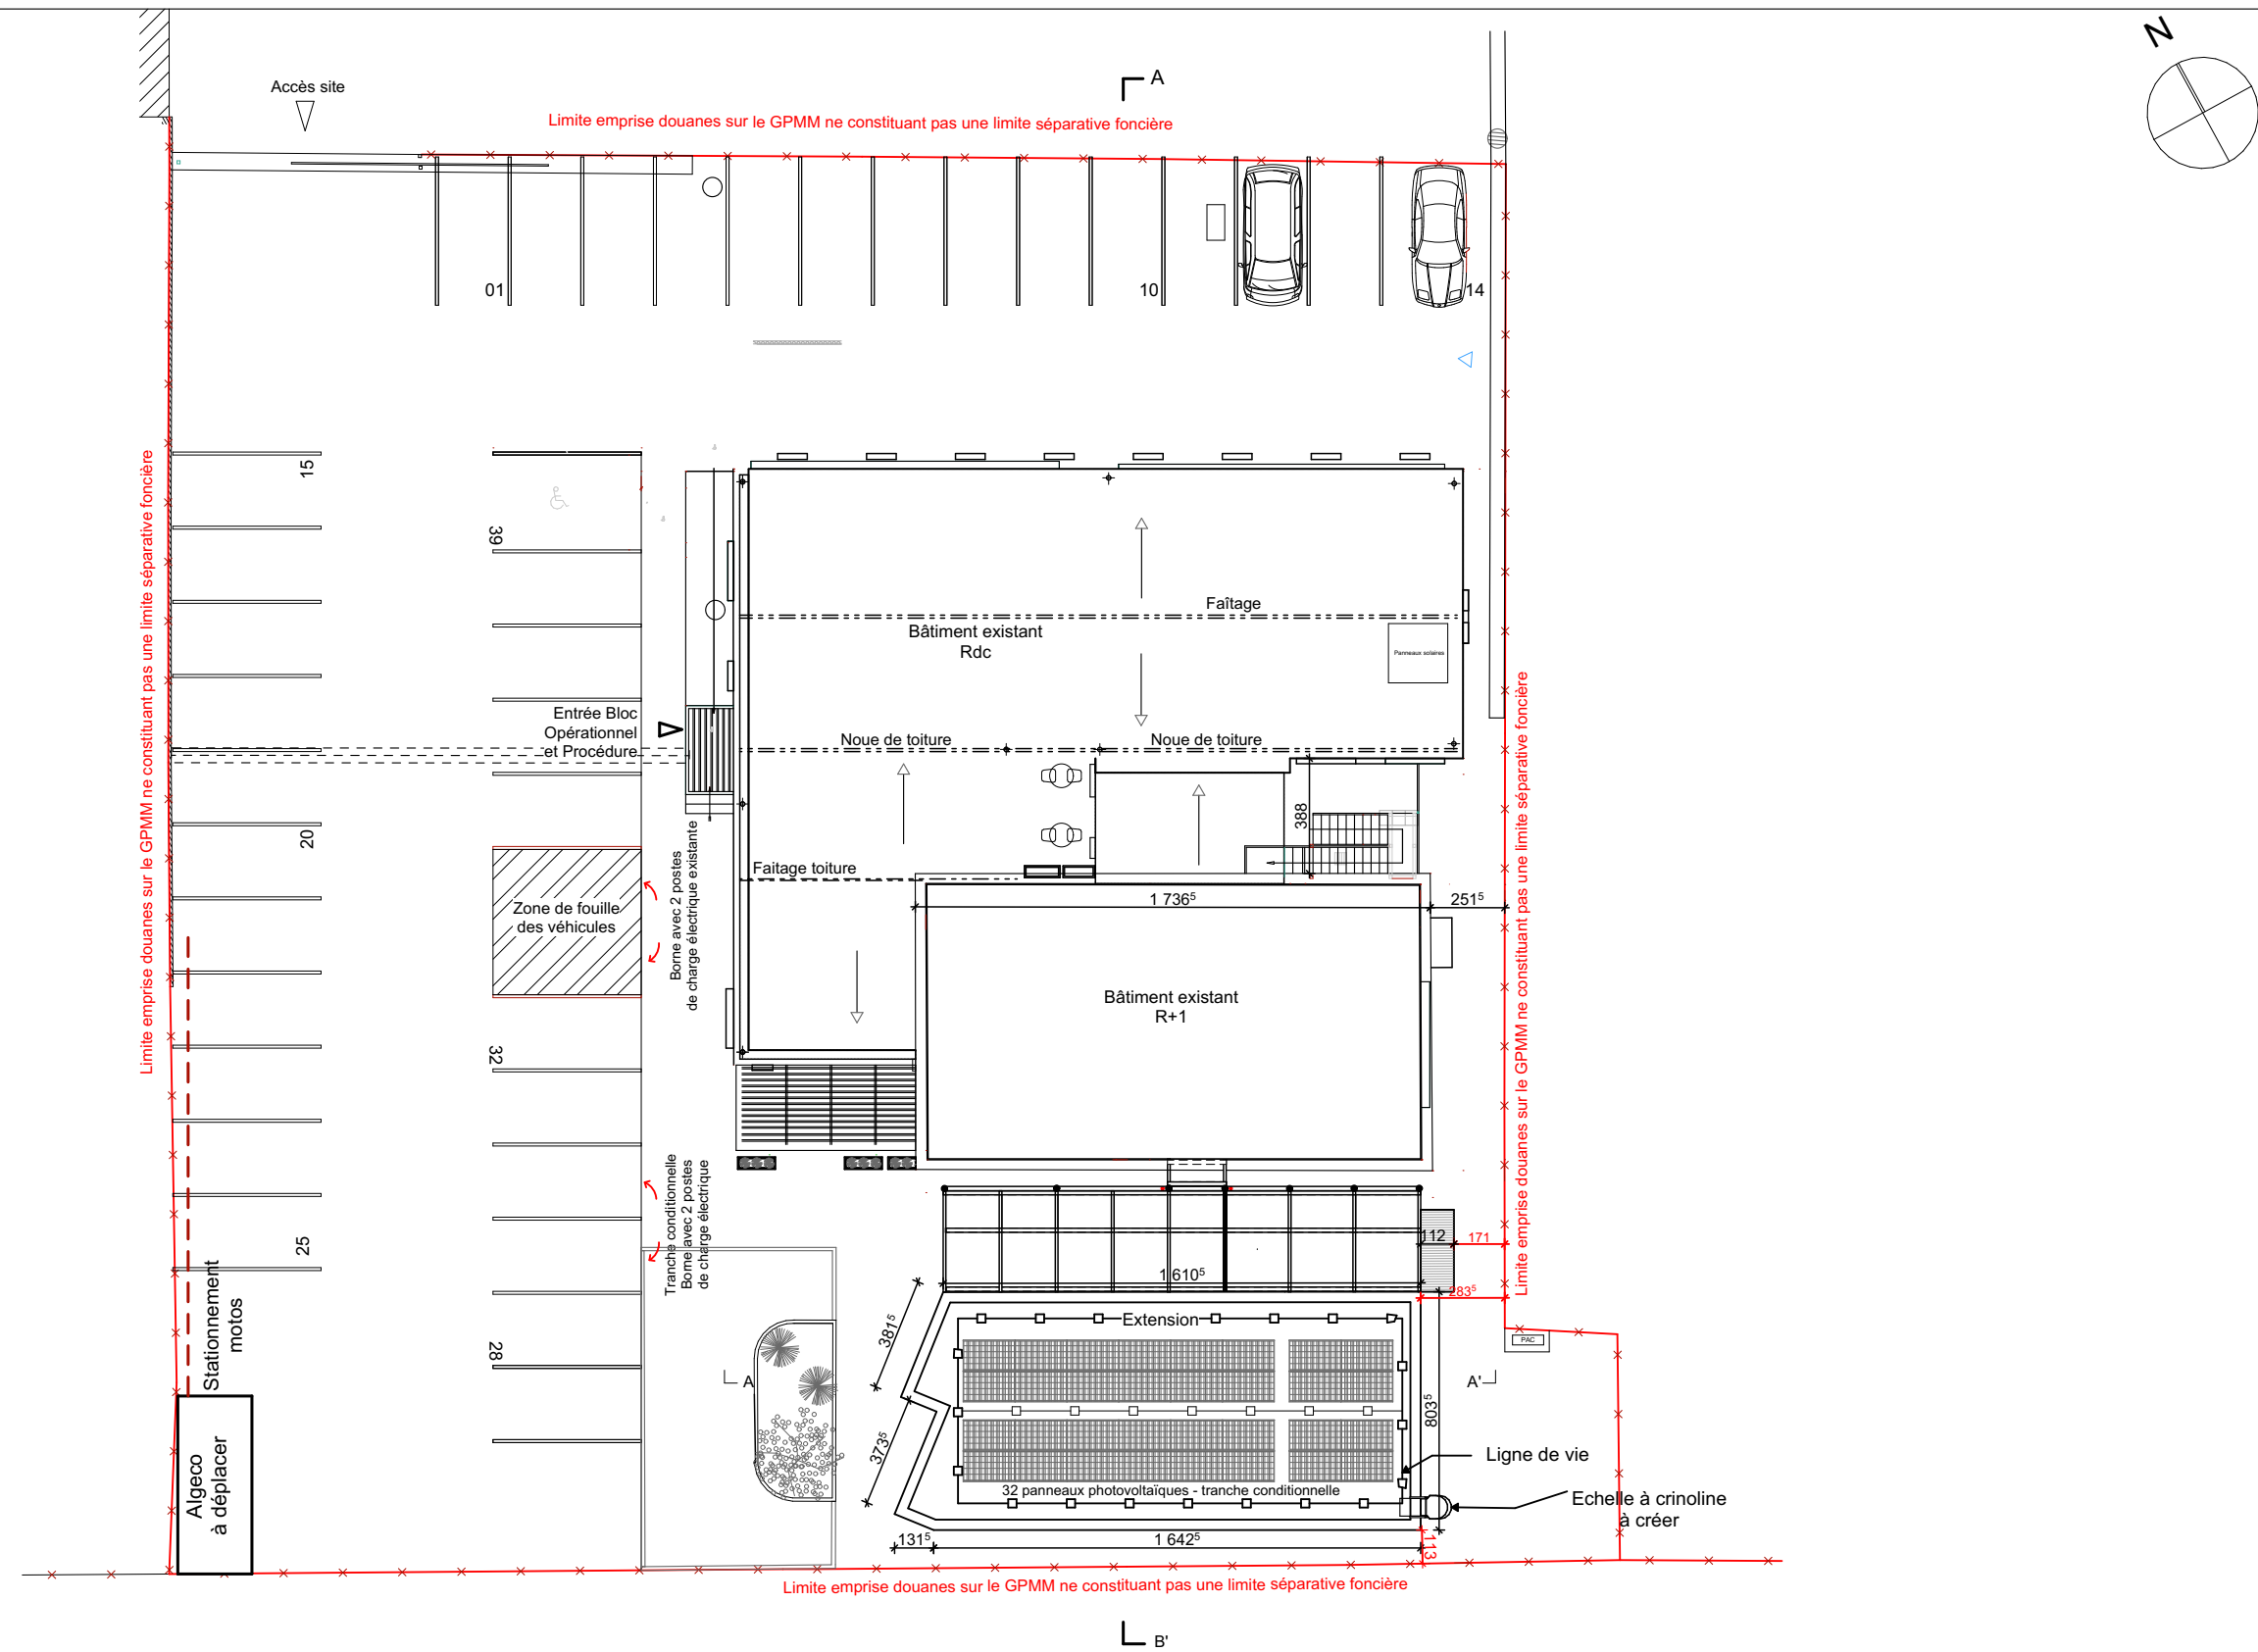 N
Accès site
A
Limite emprise douanes sur le GPMM ne constituant pas une limite séparative foncière
01
10
14
15
39
Limite emprise douanes sur le GPMM ne constituant pas une limite séparative foncière
Faîtage
Bâtiment existant
Rdc
Panneaux solaires
Entrée Bloc
Opérationnel
et Procédure
Noue de toiture
Noue de toiture
20
388
Faitage toiture
Borne avec 2 postes
de charge électrique existante
Zone de fouille
des véhicules
1 736⁵
251⁵
Limite emprise douanes sur le GPMM ne constituant pas une limite séparative foncière
Bâtiment existant
R+1
32
25
Tranche conditionnelle
Borne avec 2 postes
de charge électrique
112
171
1 610⁵
283⁵
Stationnement
motos
28
381⁵
Extension
PAC
A
A'
803⁵
373⁵
Algeco
à déplacer
Ligne de vie
32 panneaux photovoltaïques - tranche conditionnelle
Echelle à crinoline
à créer
131⁵
1 642⁵
113
Limite emprise douanes sur le GPMM ne constituant pas une limite séparative foncière
B'